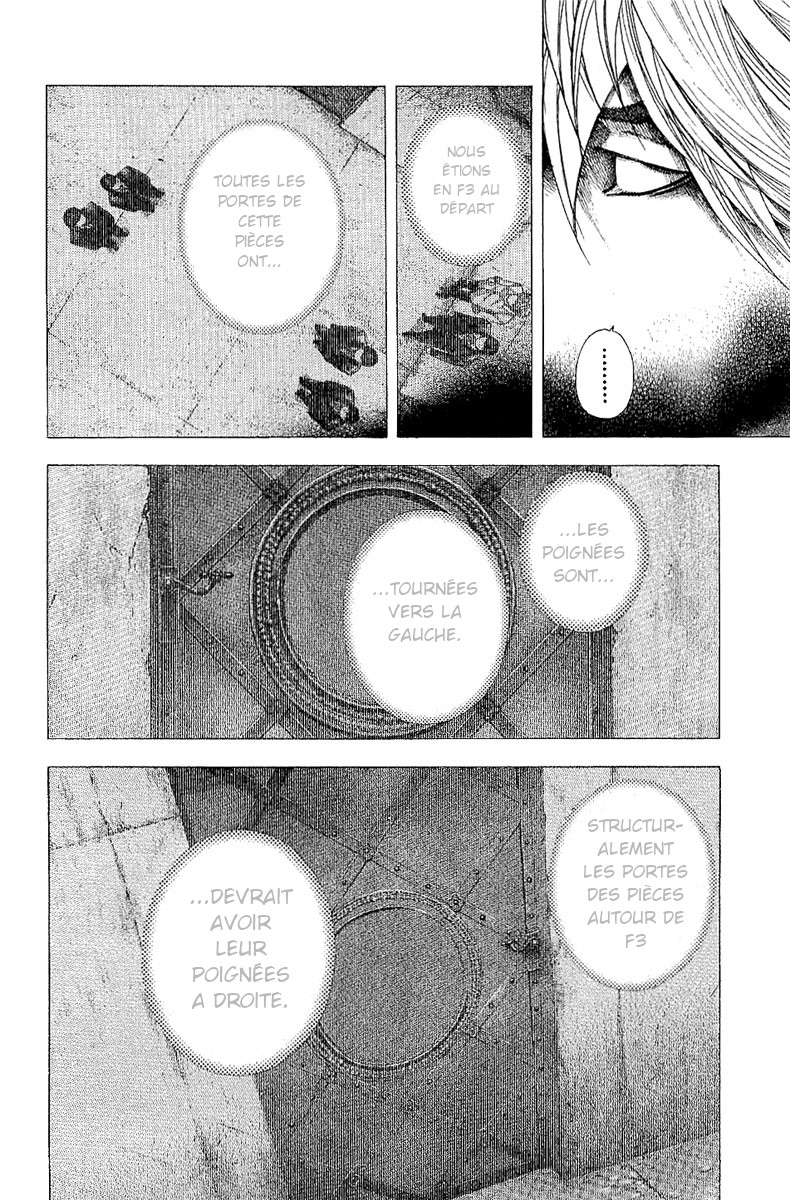 NOUS
ÉTIONS
EN F3 AU
DÉPART
TOUTES LES
PORTES DE
CETTE
PIÈCES
ONT...
...LES
POIGNÉES
SONT...
...TOURNÉES
VERS LA
GAUCHE.
STRUCTUR-
ALEMENT
LES PORTES
DES PIÈCES
AUTOUR DE
F3
...DEVRAIT
AVOIR
LEUR
POIGNÉES
A DROITE.